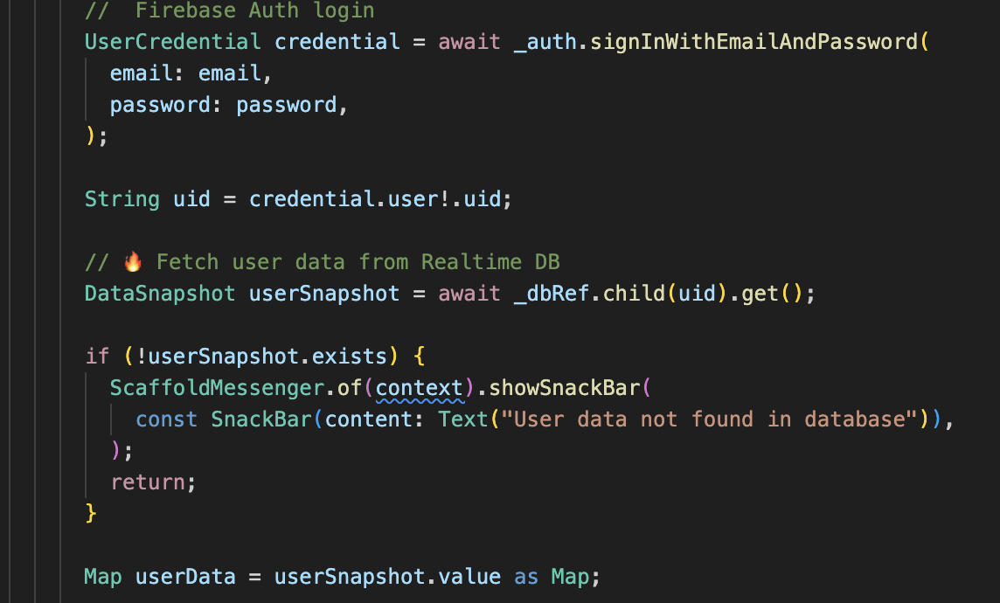 //  Firebase Auth login
UserCredential credential = await _auth.signInWithEmailAndPassword(
  email: email,
  password: password,
);
String uid = credential.user!.uid;
// 🔥 Fetch user data from Realtime DB
DataSnapshot userSnapshot = await _dbRef.child(uid).get();
if (!userSnapshot.exists) {
  ScaffoldMessenger.of(context).showSnackBar(
    const SnackBar(content: Text("User data not found in database")),
  );
  return;
}
Map userData = userSnapshot.value as Map;